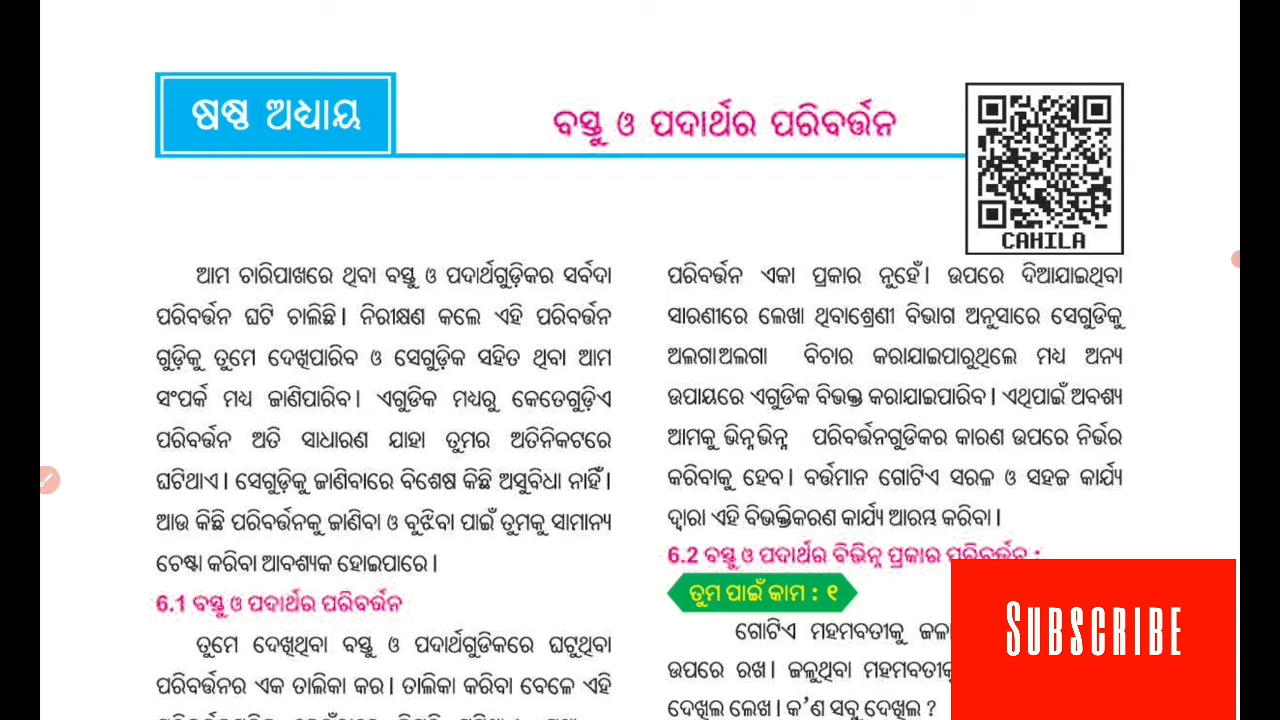 ଷଷ୍ଠ ଅଧ୍ୟାୟ
ବସ୍ତୁ ଓ ପଦାର୍ଥର ପରିବର୍ତ୍ତନ
CAHILA
ଆମ ଚାରିପାଖରେ ଥିବା ବସ୍ତୁ ଓ ପଦାର୍ଥଗୁଡ଼ିକର ସର୍ବଦା
ପରିବର୍ତ୍ତନ ଘଟି ଚାଲିଛି। ନିରୀକ୍ଷଣ କଲେ ଏହି ପରିବର୍ତ୍ତନ
ଗୁଡ଼ିକୁ ତୁମେ ଦେଖିପାରିବ ଓ ସେଗୁଡ଼ିକ ସହିତ ଥିବା ଆମ
ସଂପର୍କ ମଧ୍ୟ ଜାଣିପାରିବ। ଏଗୁଡିକ ମଧ୍ୟରୁ କେତେଗୁଡ଼ିଏ
ପରିବର୍ତ୍ତନ ଅତି ସାଧାରଣ ଯାହା ତୁମର ଅତିନିକଟରେ
ଘଟିଥାଏ। ସେଗୁଡ଼ିକୁ ଜାଣିବାରେ ବିଶେଷ କିଛି ଅସୁବିଧା ନାହିଁ।
ଆଉ କିଛି ପରିବର୍ତ୍ତନକୁ ଜାଣିବା ଓ ବୁଝିବା ପାଇଁ ତୁମକୁ ସାମାନ୍ୟ
ଚେଷ୍ଟା କରିବା ଆବଶ୍ୟକ ହୋଇପାରେ।
6.1 ବସ୍ତୁ ଓ ପଦାର୍ଥର ପରିବର୍ତ୍ତନ
ତୁମେ ଦେଖିଥିବା ବସ୍ତୁ ଓ ପଦାର୍ଥଗୁଡିକରେ ଘଟୁଥିବା
ପରିବର୍ତ୍ତନର ଏକ ତାଲିକା କର। ତାଲିକା କରିବା ବେଳେ ଏହି
ପରିବର୍ତ୍ତନ ଏକା ପ୍ରକାର ନୁହେଁ। ଉପରେ ଦିଆଯାଇଥିବା
ସାରଣୀରେ ଲେଖା ଥିବାଶ୍ରେଣୀ ବିଭାଗ ଅନୁସାରେ ସେଗୁଡିକୁ
ଅଲଗାଅଲଗା ବିଚାର କରାଯାଇପାରୁଥିଲେ ମଧ୍ୟ ଅନ୍ୟ
ଉପାୟରେ ଏଗୁଡିକ ବିଭକ୍ତ କରାଯାଇପାରିବ। ଏଥିପାଇଁ ଅବଶ୍ୟ
ଆମକୁ ଭିନ୍ନଭିନ୍ନ ପରିବର୍ତ୍ତନଗୁଡିକର କାରଣ ଉପରେ ନିର୍ଭର
କରିବାକୁ ହେବ। ବର୍ତ୍ତମାନ ଗୋଟିଏ ସରଳ ଓ ସହଜ କାର୍ଯ୍ୟ
ଦ୍ୱାରା ଏହି ବିଭକ୍ତିକରଣ କାର୍ଯ୍ୟ ଆରମ୍ଭ କରିବା।
6.2 ବସ୍ତୁ ଓ ପଦାର୍ଥର ବିଭିନ୍ନ ପ୍ରକାର ପରିବର୍ତ୍ତନ :
ତୁମ ପାଇଁ କାମ : ୧
ଗୋଟିଏ ମହମବତୀକୁ
ଉପରେ ରଖ। ଜଳୁଥିବା
ଦେଖିଲ ଲେଖ। କ'ଣ ସବୁ ଦେଖିଲ ?
SUBSCRIBE